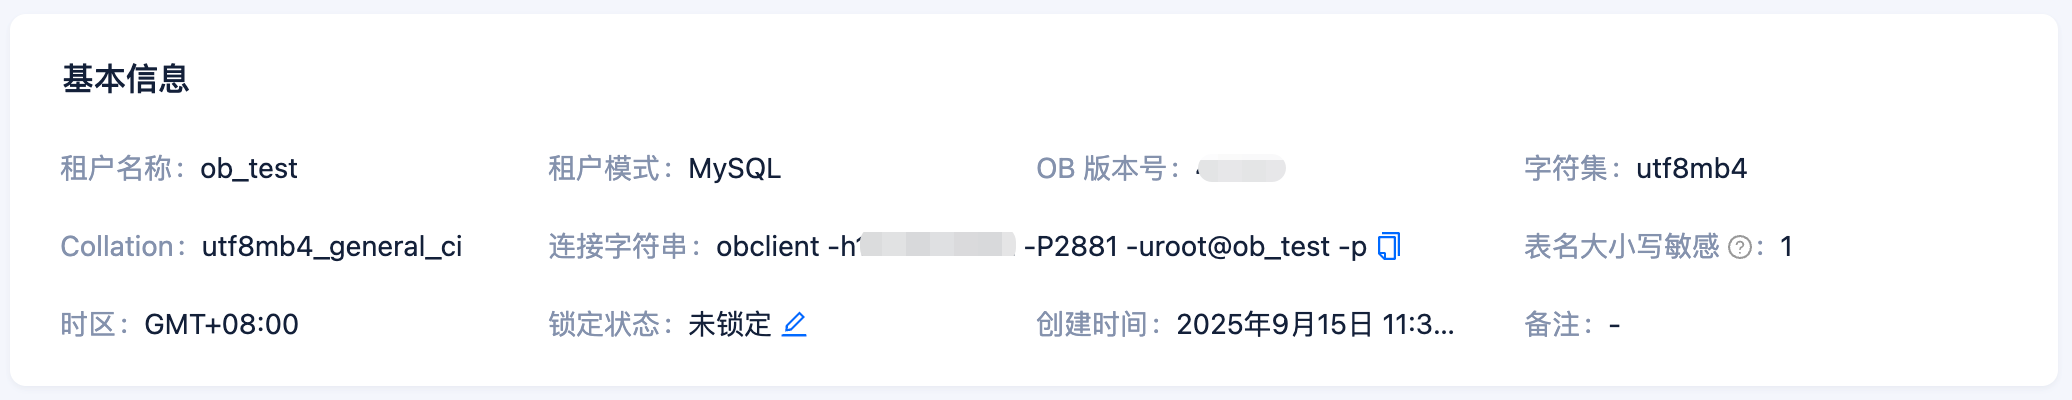 基本信息
租户名称： ob_test 租户模式： MySQL OB 版本号： 字符集： utf8mb4
Collation： utf8mb4_general_ci 连接字符串： obclient -h -P2881 -uroot@ob_test -p 表名大小写敏感 ? ： 1
时区： GMT+08:00 锁定状态： 未锁定 创建时间： 2025年9月15日 11:3... 备注： -